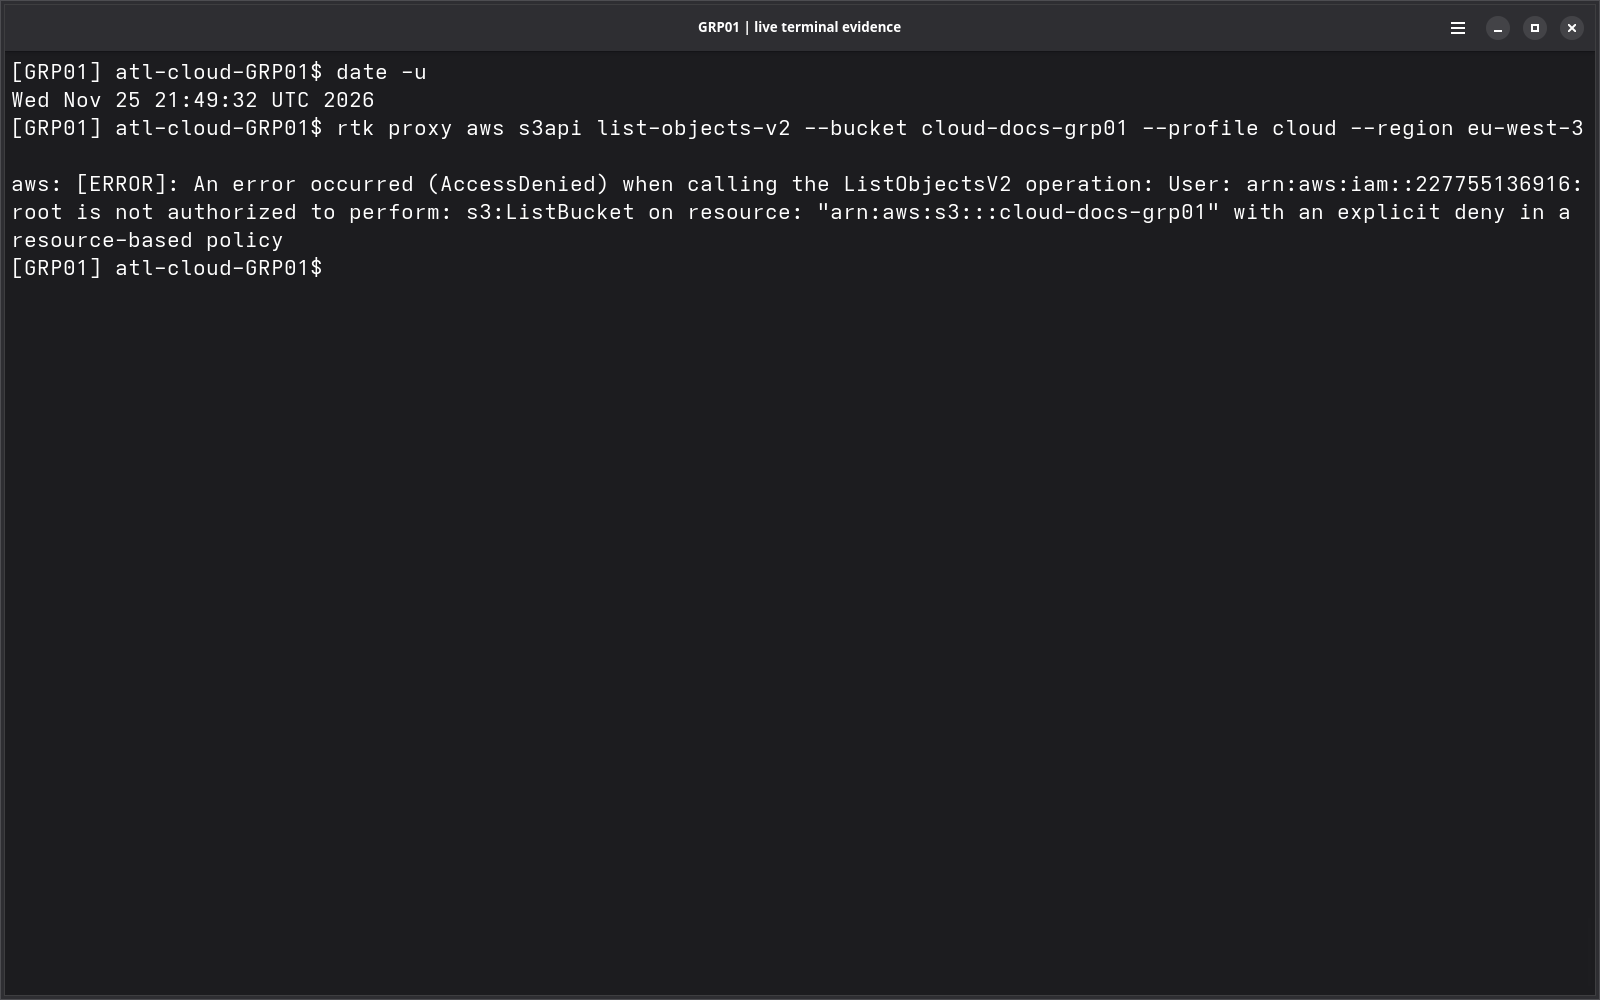 GRP01 | live terminal evidence
[GRP01] atl-cloud-GRP01$ date -u
Wed Nov 25 21:49:32 UTC 2026
[GRP01] atl-cloud-GRP01$ rtk proxy aws s3api list-objects-v2 --bucket cloud-docs-grp01 --profile cloud --region eu-west-3
aws: [ERROR]: An error occurred (AccessDenied) when calling the ListObjectsV2 operation: User: arn:aws:iam::227755136916:
root is not authorized to perform: s3:ListBucket on resource: "arn:aws:s3:::cloud-docs-grp01" with an explicit deny in a
resource-based policy
[GRP01] atl-cloud-GRP01$